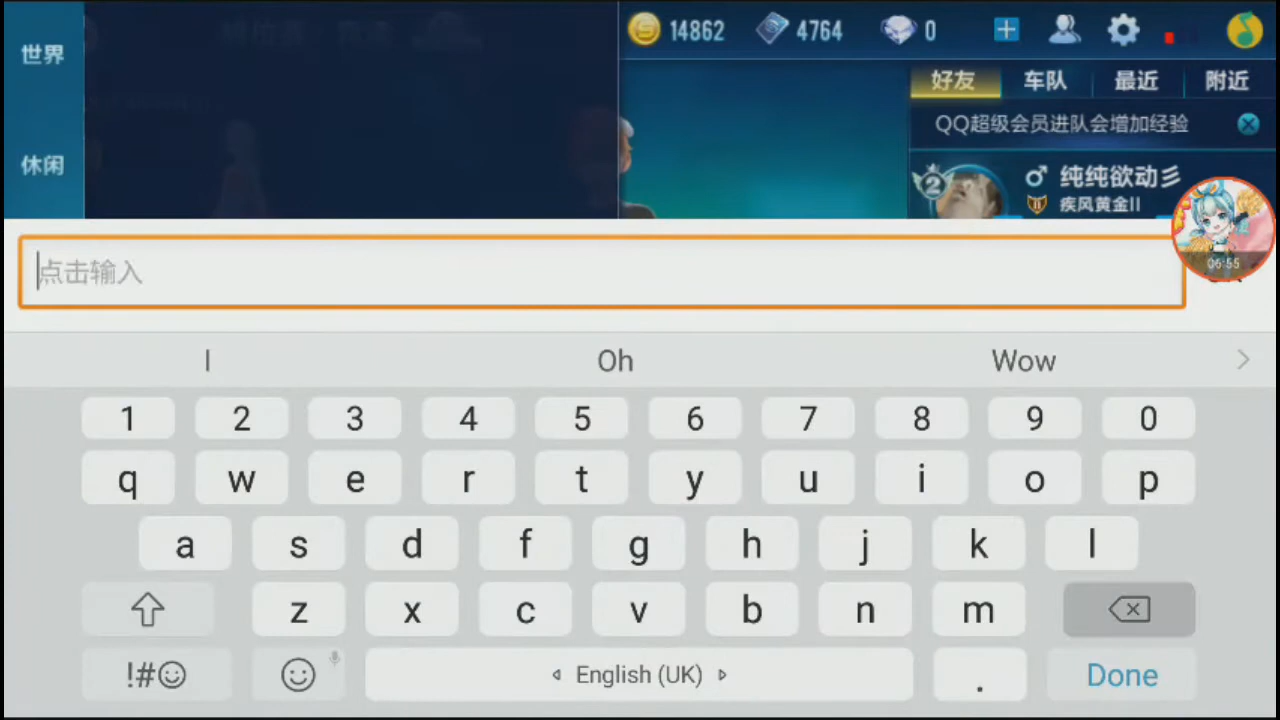 世界
14862 4764 0
好友 车队 最近 附近
QQ超级会员进队会增加经验
休闲
2 纯纯欲动彡
II 疾风黄金II
点击输入
06:55
I Oh Wow
1 2 3 4 5 6 7 8 9 0
q w e r t y u i o p
a s d f g h j k l
z x c v b n m
!#☺ English (UK) . Done